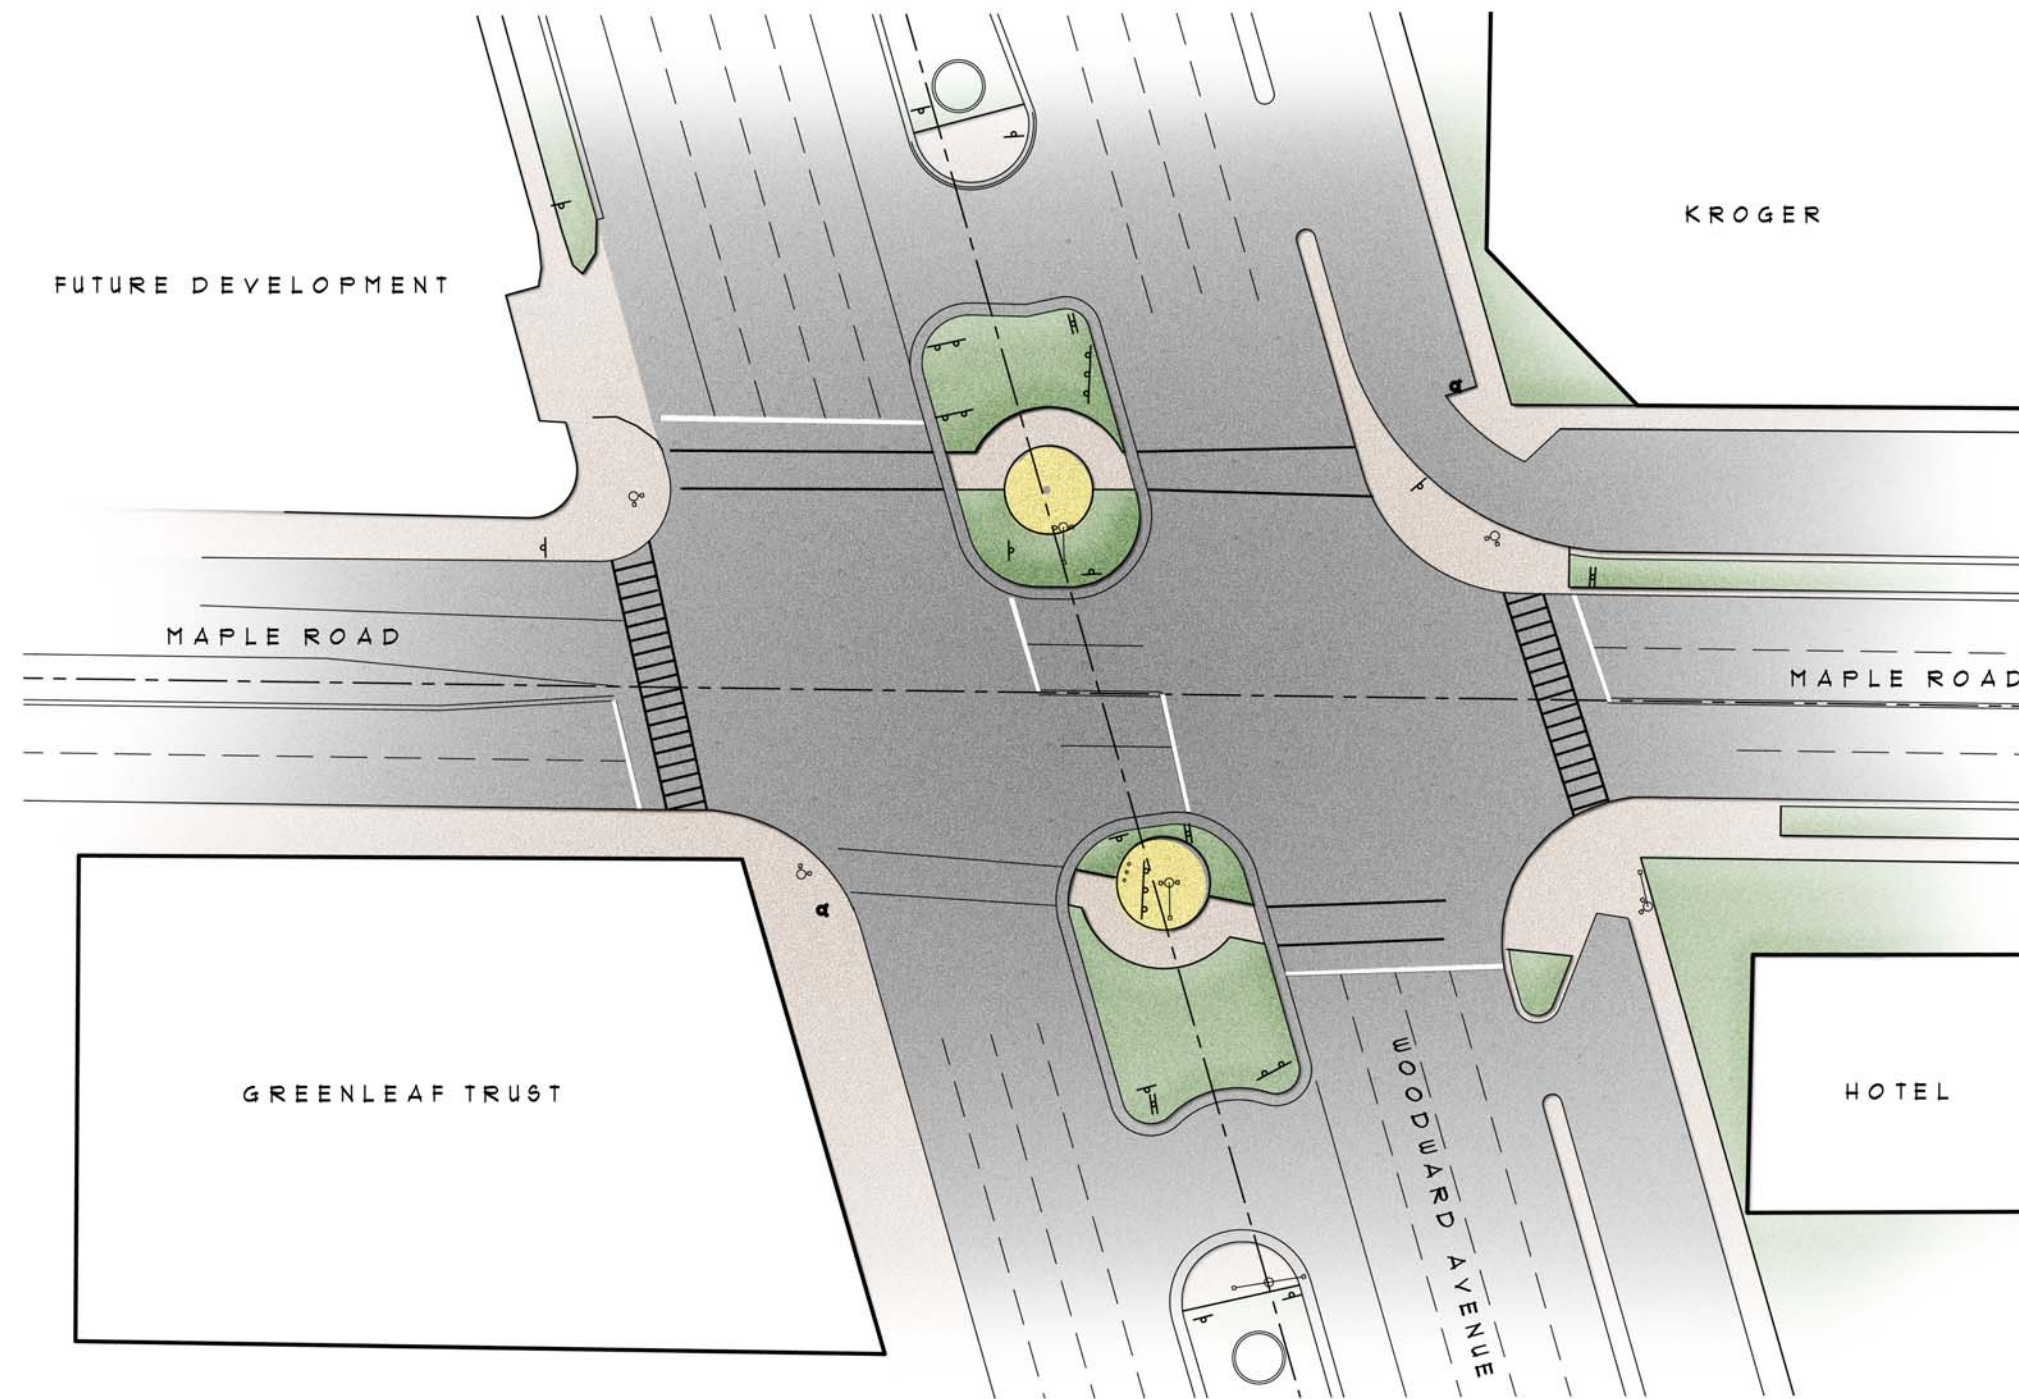 KROGER
FUTURE DEVELOPMENT
MAPLE ROAD
MAPLE ROAD
GREENLEAF TRUST
HOTEL
WOODWARD AVENUE